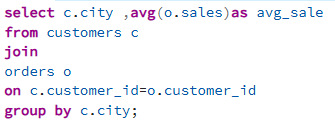 select c.city ,avg(o.sales)as avg_sale
from customers c
join
orders o
on c.customer_id=o.customer_id
group by c.city;